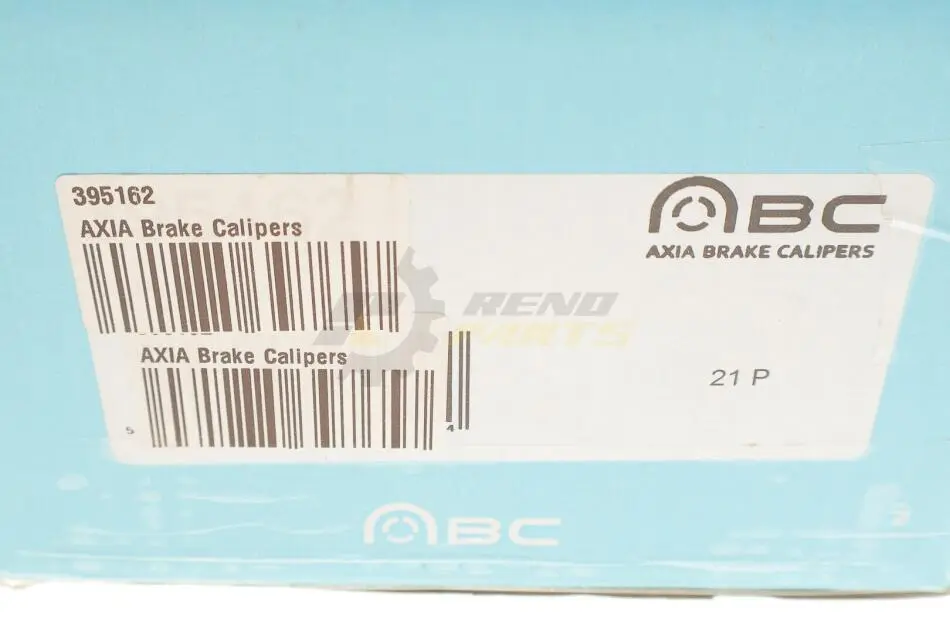 395162
AXIA Brake Calipers
ABC
AXIA BRAKE CALIPERS
RENO
PARTS
AXIA Brake Calipers
21 P
5 4
ABC